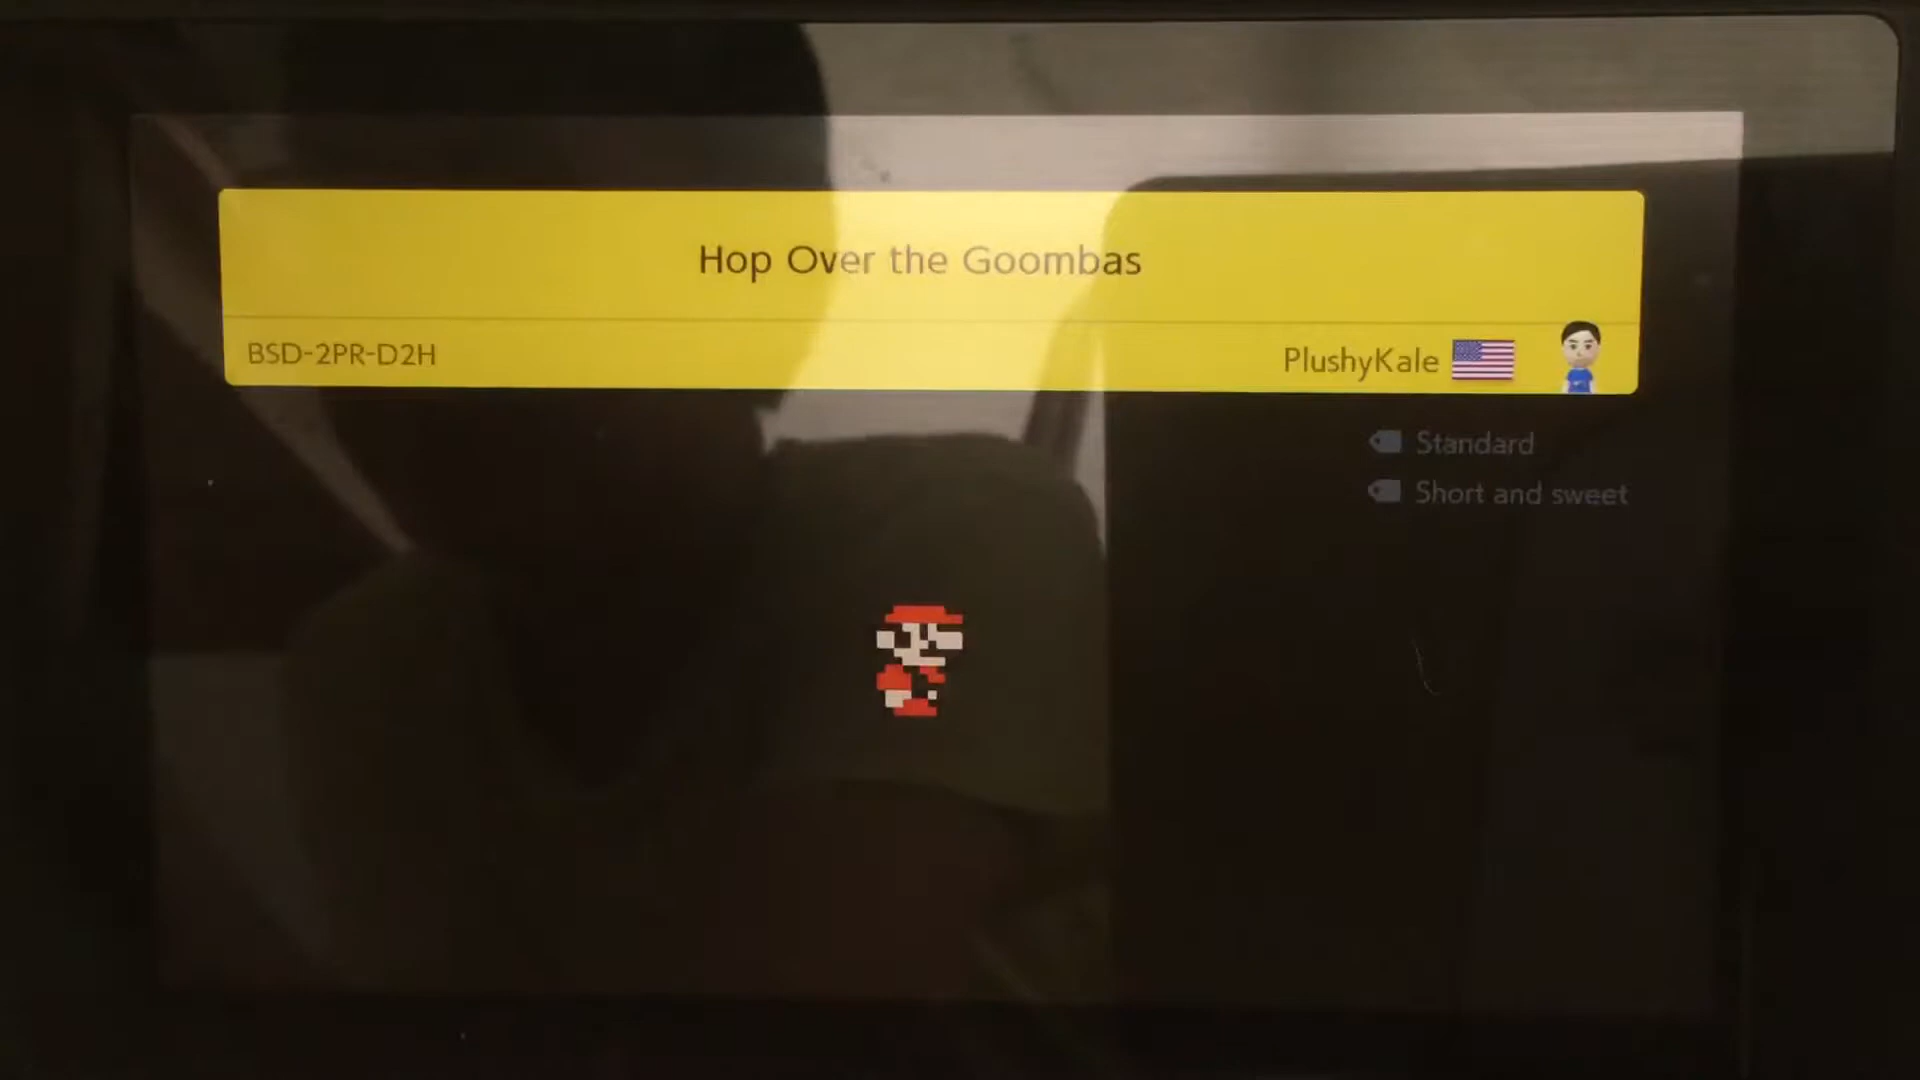 Hop Over the Goombas
BSD-2PR-D2H
PlushyKale
Standard
Short and sweet